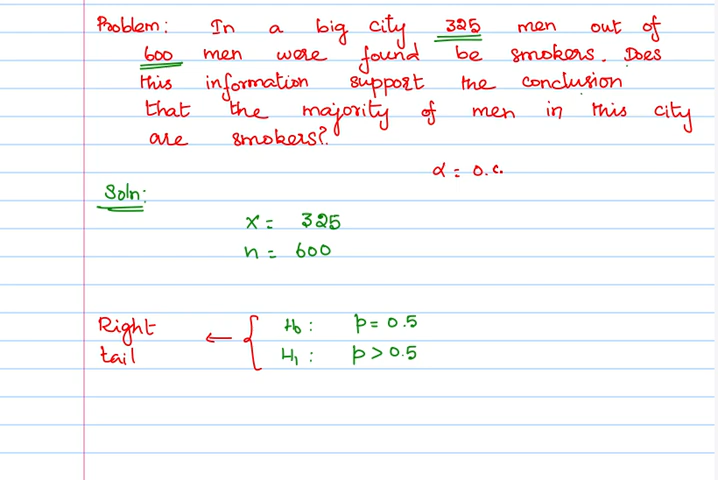 Problem: In a big city 325 men out of
600 men were found be smokers. Does
this information support the conclusion
that the majority of men in this city
are smokers?
α = 0.
Soln:
x = 325
n = 600
Right ← { H₀ : p = 0.5
tail H₁ : p > 0.5